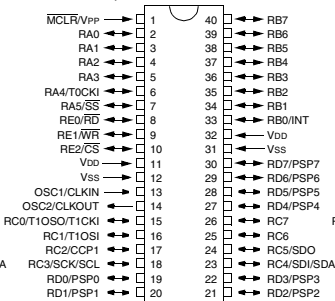 MCLR/VPP 1 40 RB7
RA0 2 39 RB6
RA1 3 38 RB5
RA2 4 37 RB4
RA3 5 36 RB3
RA4/T0CKI 6 35 RB2
RA5/SS 7 34 RB1
RE0/RD 8 33 RB0/INT
RE1/WR 9 32 VDD
RE2/CS 10 31 VSS
VDD 11 30 RD7/PSP7
VSS 12 29 RD6/PSP6
OSC1/CLKIN 13 28 RD5/PSP5
OSC2/CLKOUT 14 27 RD4/PSP4
RC0/T1OSO/T1CKI 15 26 RC7 R
RC1/T1OSI 16 25 RC6
RC2/CCP1 17 24 RC5/SDO
A RC3/SCK/SCL 18 23 RC4/SDI/SDA
RD0/PSP0 19 22 RD3/PSP3
RD1/PSP1 20 21 RD2/PSP2